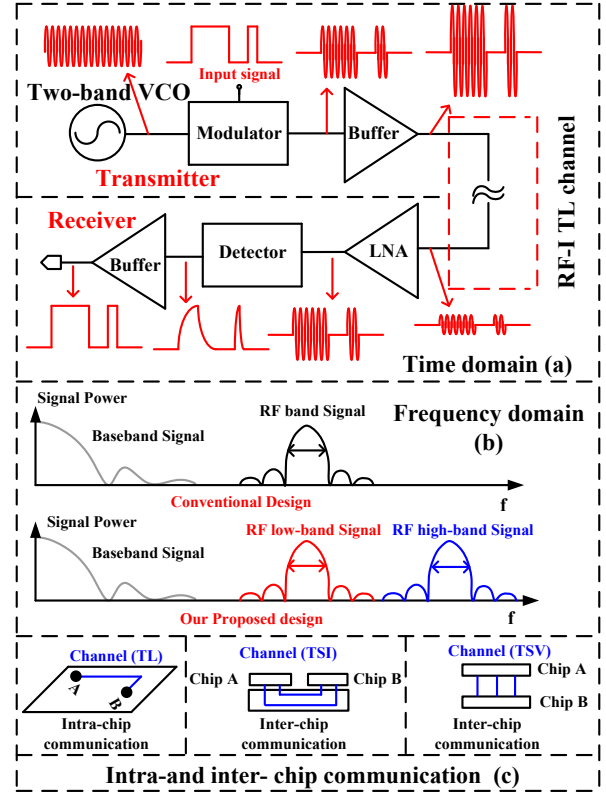 Input signal
Two-band VCO
Modulator
Buffer
Transmitter
RF-I TL channel
Receiver
Buffer
Detector
LNA
Time domain (a)
Signal Power
RF band Signal
Frequency domain
(b)
Baseband Signal
Conventional Design
f
Signal Power
RF low-band Signal
RF high-band Signal
Baseband Signal
Our Proposed design
f
Channel (TL)
A
B
Intra-chip
communication
Channel (TSI)
Chip A
Chip B
Inter-chip
communication
Channel (TSV)
Chip A
Chip B
Inter-chip
communication
Intra-and inter- chip communication (c)